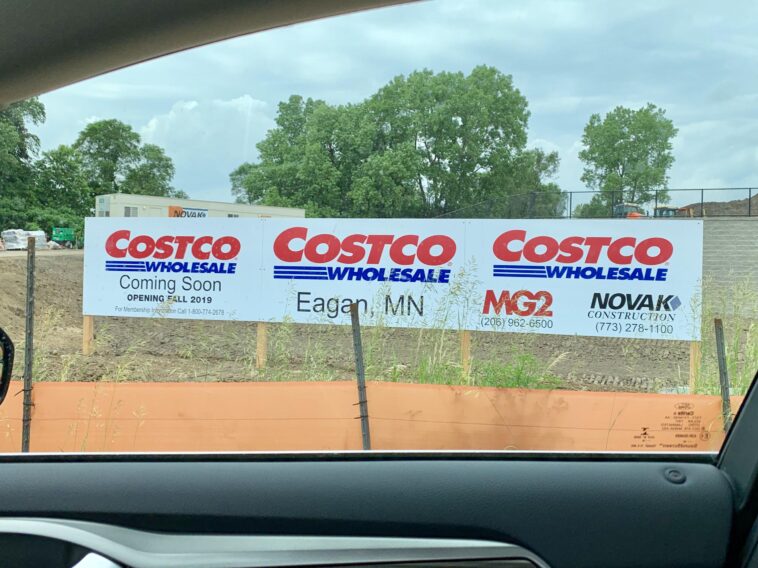 NOVAK
COSTCO
WHOLESALE
Coming Soon
OPENING FALL 2019
For Membership Information Call 1-800-774-2678
COSTCO
WHOLESALE
Eagan, MN
COSTCO
WHOLESALE
MG2
(206) 962-6500
NOVAK
CONSTRUCTION
(773) 278-1100